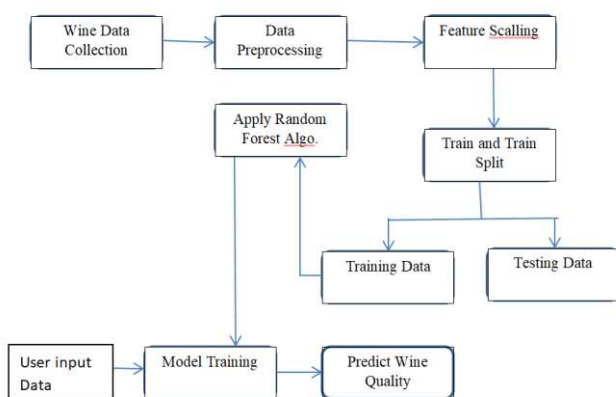 Wine Data
Collection
Data
Preprocessing
Feature Scalling
Apply Random
Forest Algo.
Train and Train
Split
Training Data
Testing Data
User input
Data
Model Training
Predict Wine
Quality